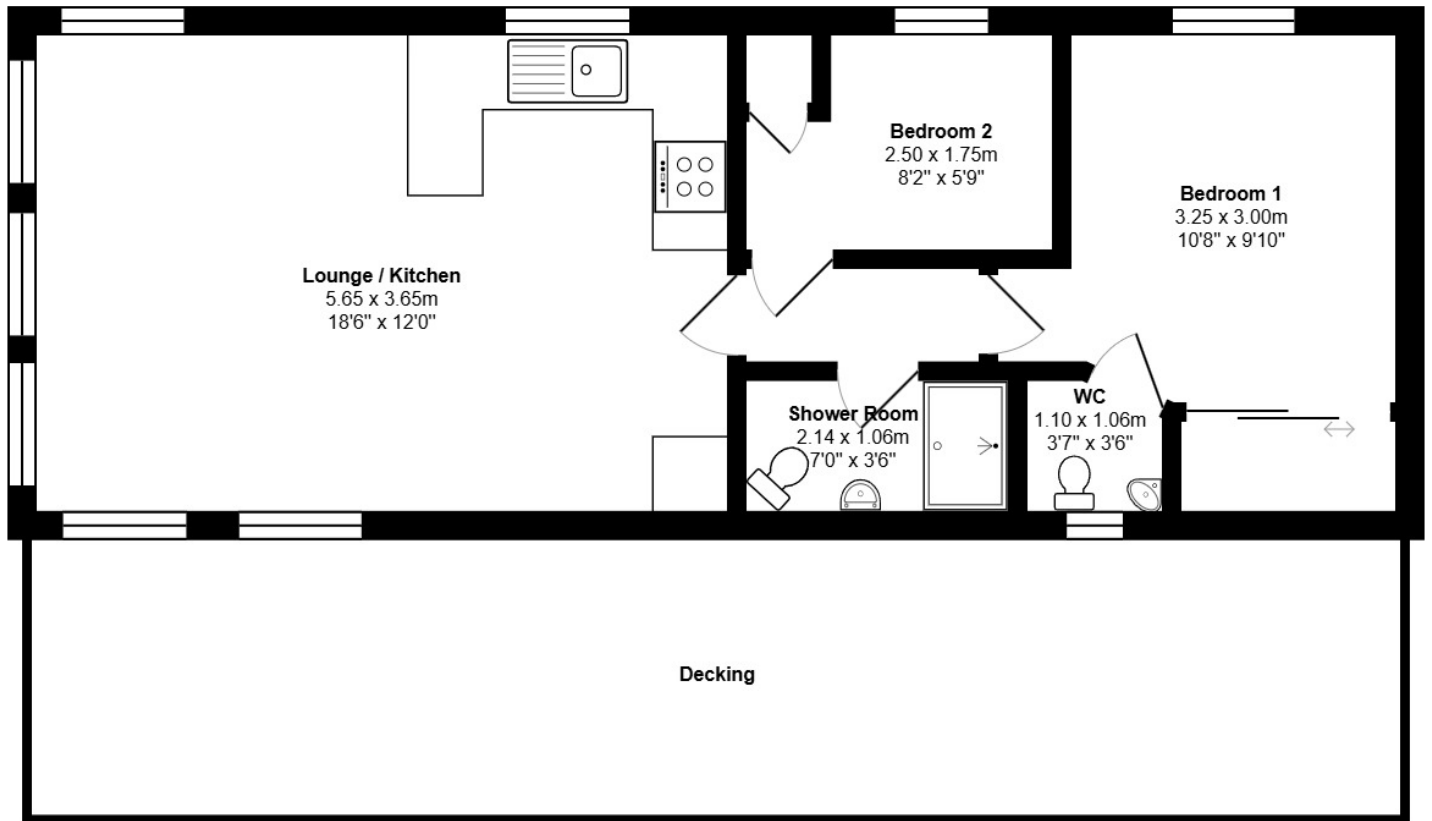 Bedroom 2
2.50 x 1.75m
8'2" x 5'9"
Bedroom 1
3.25 x 3.00m
10'8" x 9'10"
Lounge / Kitchen
5.65 x 3.65m
18'6" x 12'0"
Shower Room
2.14 x 1.06m
7'0" x 3'6"
WC
1.10 x 1.06m
3'7" x 3'6"
Decking